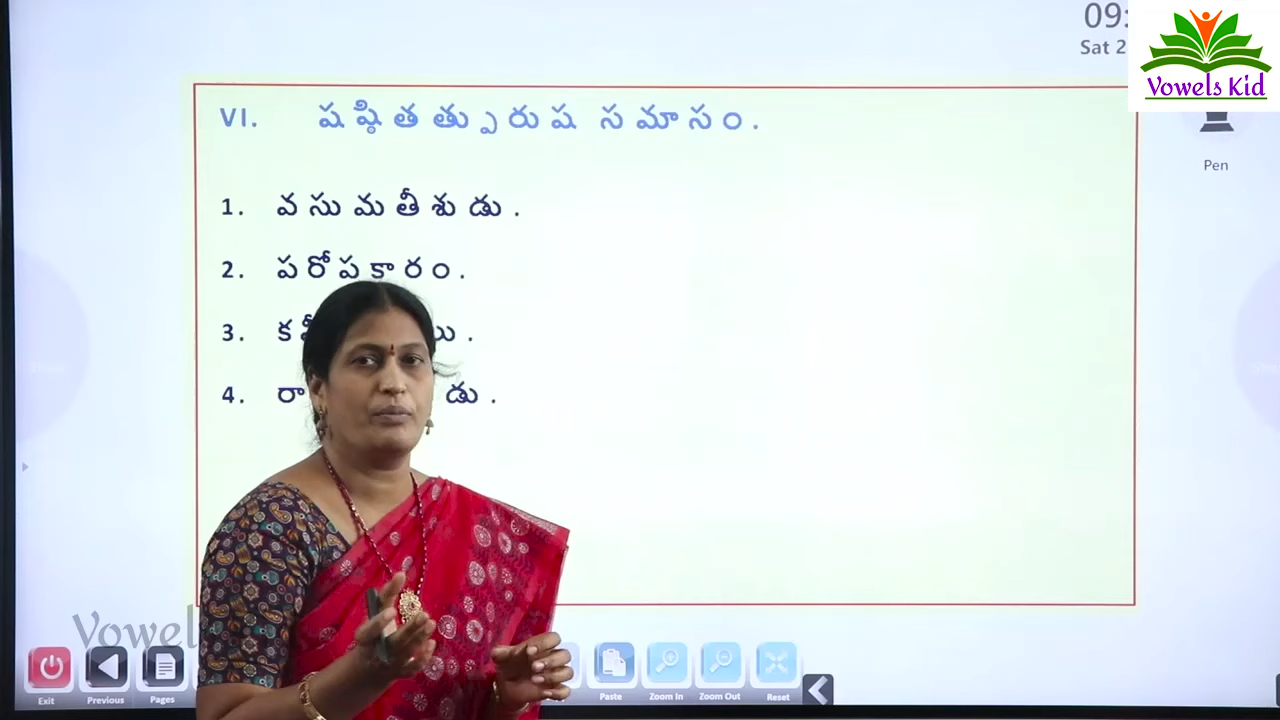 09:
Sat 2
Vowels Kid
VI. షష్ఠితత్పురుష సమాసం.
Pen
1. వసుమతీశుడు.
2. పరోపకారం.
3.
4.
Vowel
Exit Previous Pages Paste Zoom In Zoom Out Reset